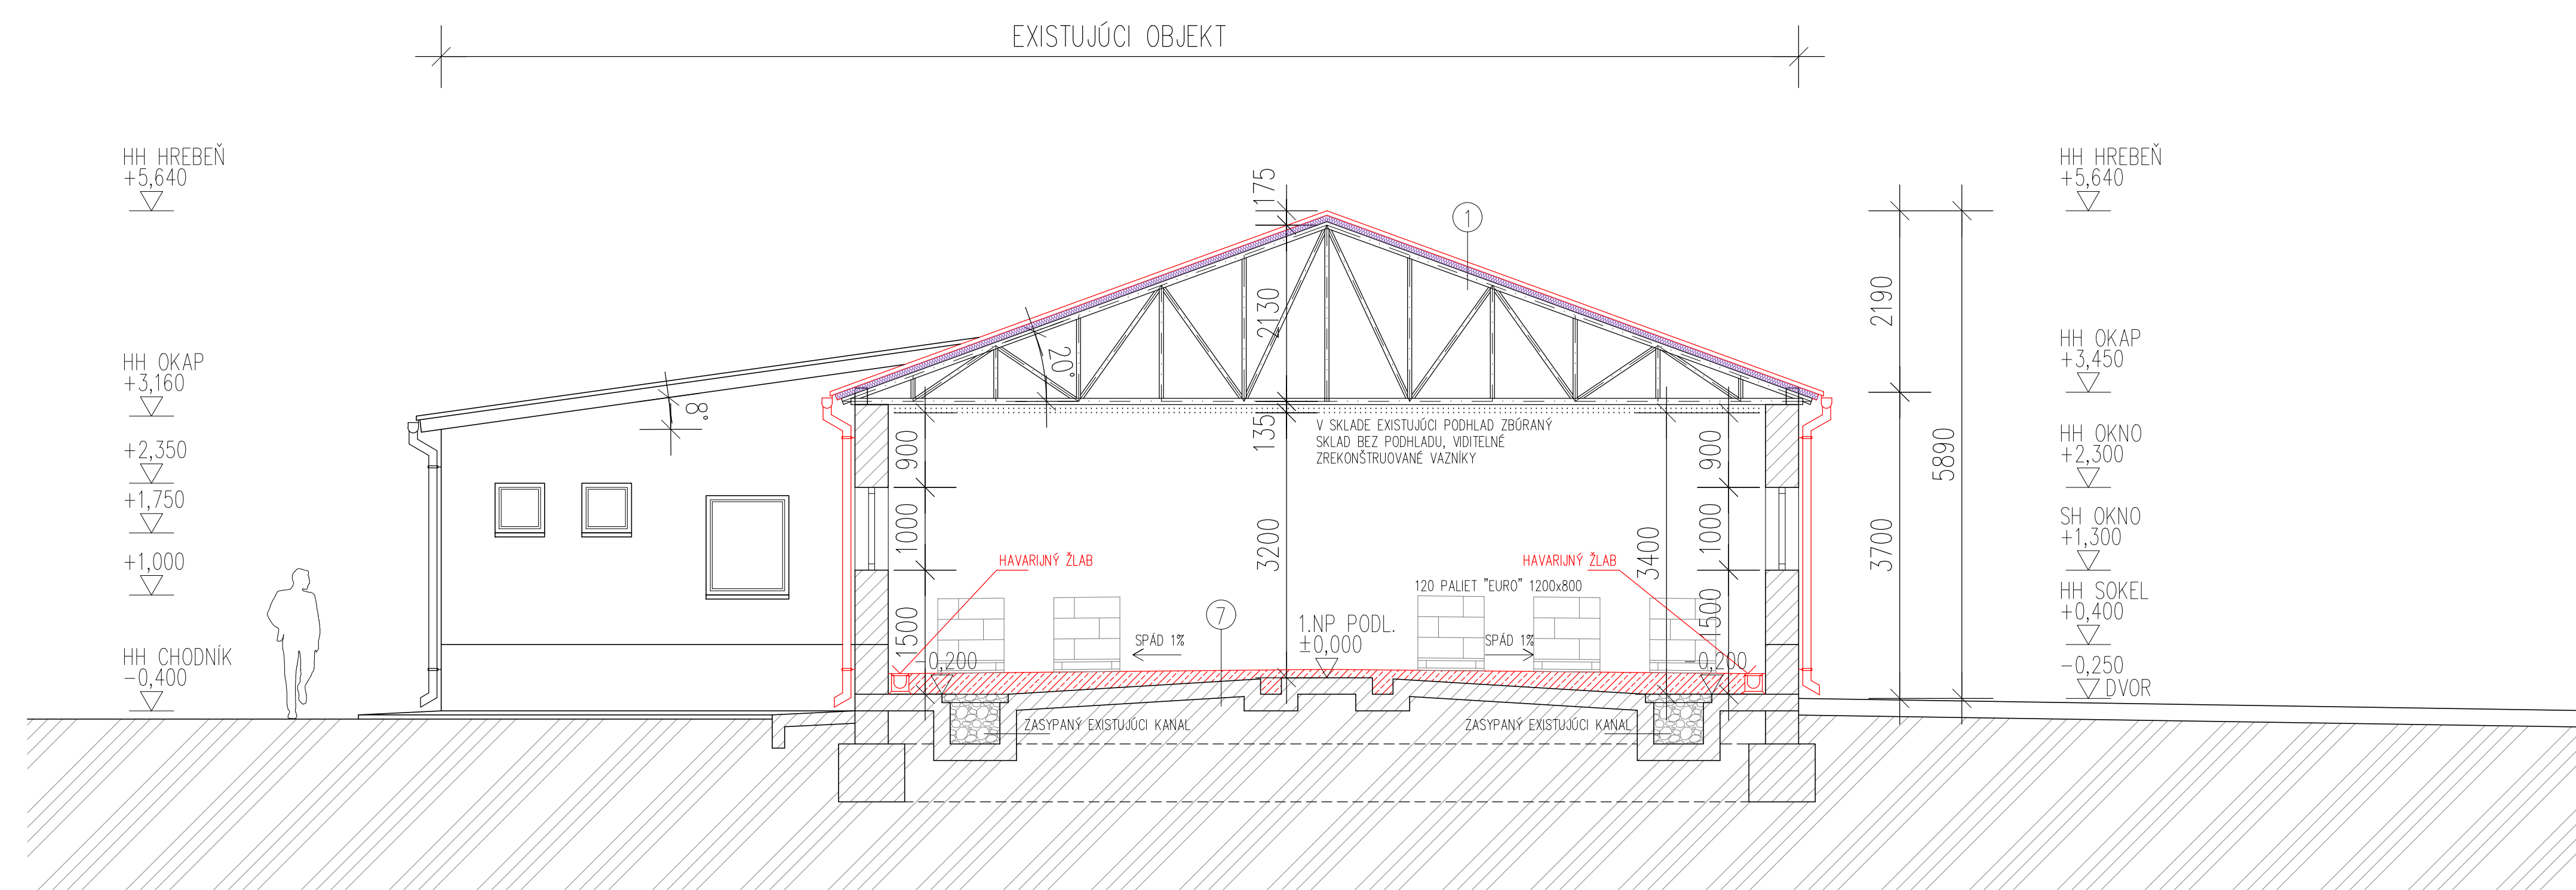 EXISTUJÚCI OBJEKT
HH HREBEŇ
+5,640
HH OKAP
+3,160
+2,350
+1,750
+1,000
HH CHODNÍK
-0,400
8°
20°
175
2130
135
3200
1
V SKLADE EXISTUJÚCI PODHLAD ZBÚRANÝ
SKLAD BEZ PODHLADU, VIDITELNÉ
ZREKONŠTRUOVANÉ VAZNÍKY
900
1000
1500
HAVARIJNÝ ŽLAB
-0,200
SPÁD 1%
7
1.NP PODL.
±0,000
120 PALIET "EURO" 1200x800
SPÁD 1%
HAVARIJNÝ ŽLAB
3400
900
1000
1500
-0,200
ZASYPANÝ EXISTUJÚCI KANAL
ZASYPANÝ EXISTUJÚCI KANAL
2190
3700
5890
HH HREBEŇ
+5,640
HH OKAP
+3,450
HH OKNO
+2,300
SH OKNO
+1,300
HH SOKEL
+0,400
-0,250
DVOR